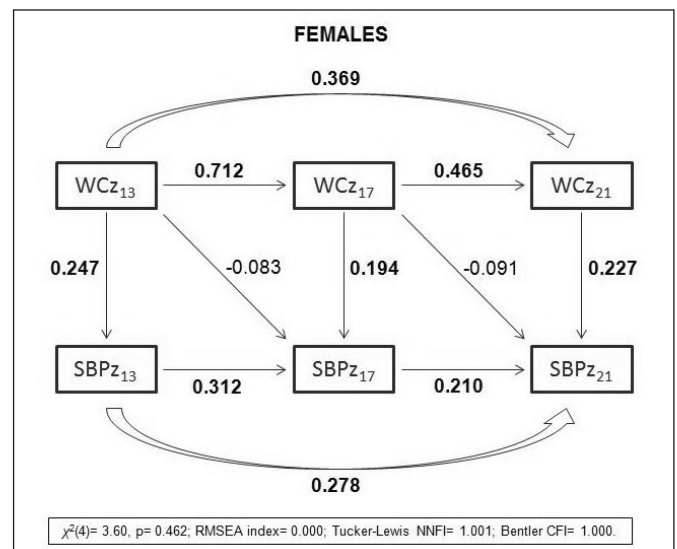 FEMALES
0.369
WCz₁₃ 0.712 WCz₁₇ 0.465 WCz₂₁
0.247 -0.083 0.194 -0.091 0.227
SBPz₁₃ 0.312 SBPz₁₇ 0.210 SBPz₂₁
0.278
χ²(4)= 3.60, p= 0.462; RMSEA index= 0.000; Tucker-Lewis NNFI= 1.001; Bentler CFI= 1.000.